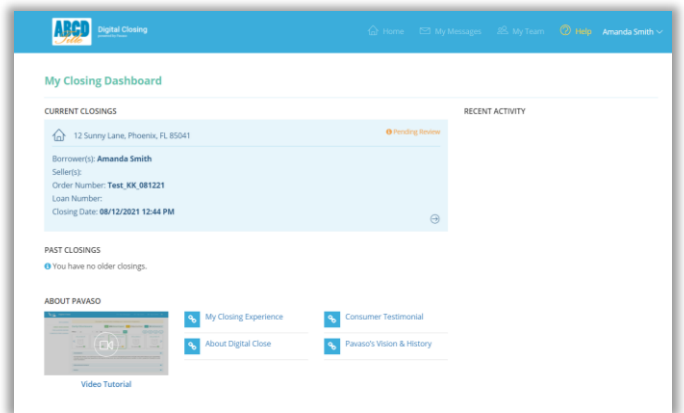 ABCD
Title
Digital Closing
powered by Pavaso
Home
My Messages
My Team
Help
Amanda Smith
My Closing Dashboard
CURRENT CLOSINGS
RECENT ACTIVITY
12 Sunny Lane, Phoenix, FL 85041
Pending Review
Borrower(s): Amanda Smith
Seller(s):
Order Number: Test_KK_081221
Loan Number:
Closing Date: 08/12/2021 12:44 PM
PAST CLOSINGS
You have no older closings.
ABOUT PAVASO
My Closing Experience
Consumer Testimonial
About Digital Close
Pavaso's Vision & History
Video Tutorial